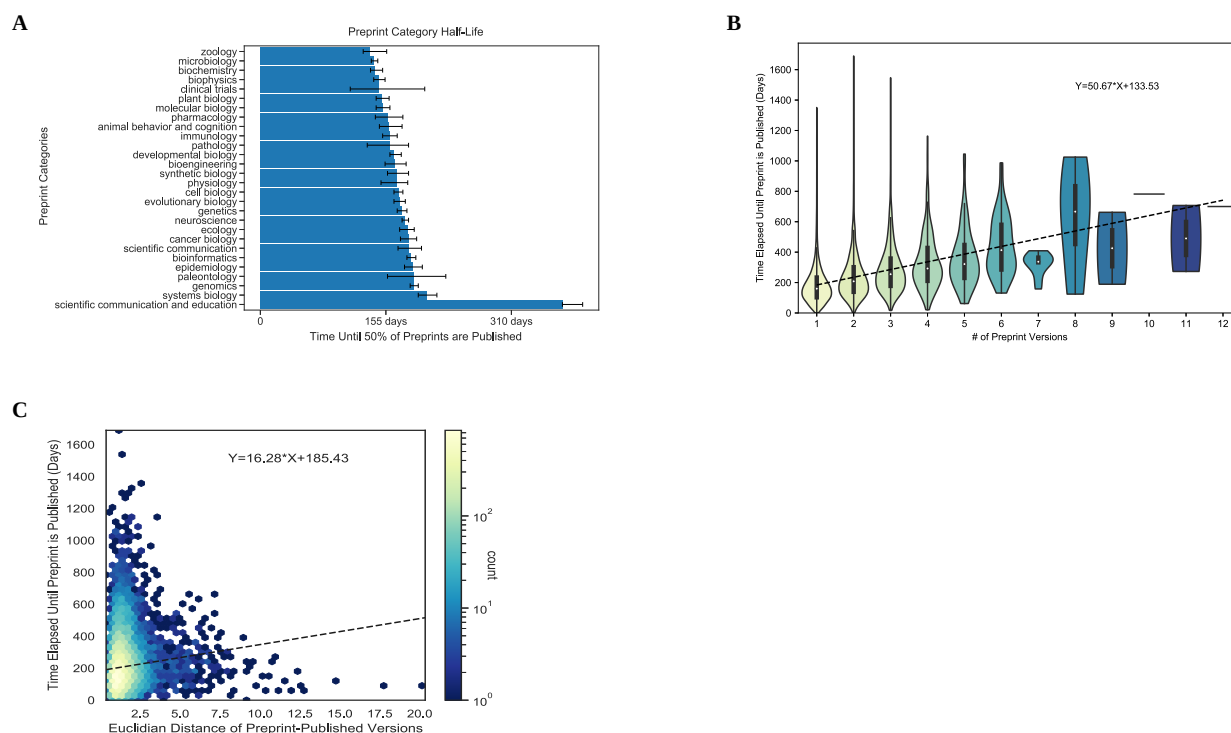 A
Preprint Category Half-Life
Preprint Categories
zoology
microbiology
biochemistry
biophysics
clinical trials
plant biology
molecular biology
pharmacology
animal behavior and cognition
immunology
pathology
developmental biology
bioengineering
synthetic biology
physiology
cell biology
evolutionary biology
genetics
neuroscience
ecology
cancer biology
scientific communication
bioinformatics
epidemiology
paleontology
genomics
systems biology
scientific communication and education
0 155 days 310 days
Time Until 50% of Preprints are Published
B
Time Elapsed Until Preprint is Published (Days)
1600
1400
1200
1000
800
600
400
200
0
Y=50.67*X+133.53
1 2 3 4 5 6 7 8 9 10 11 12
# of Preprint Versions
C
Time Elapsed Until Preprint is Published (Days)
1600
1400
1200
1000
800
600
400
200
0
Y=16.28*X+185.43
2.5 5.0 7.5 10.0 12.5 15.0 17.5 20.0
Euclidian Distance of Preprint-Published Versions
10²
10¹
10⁰
count